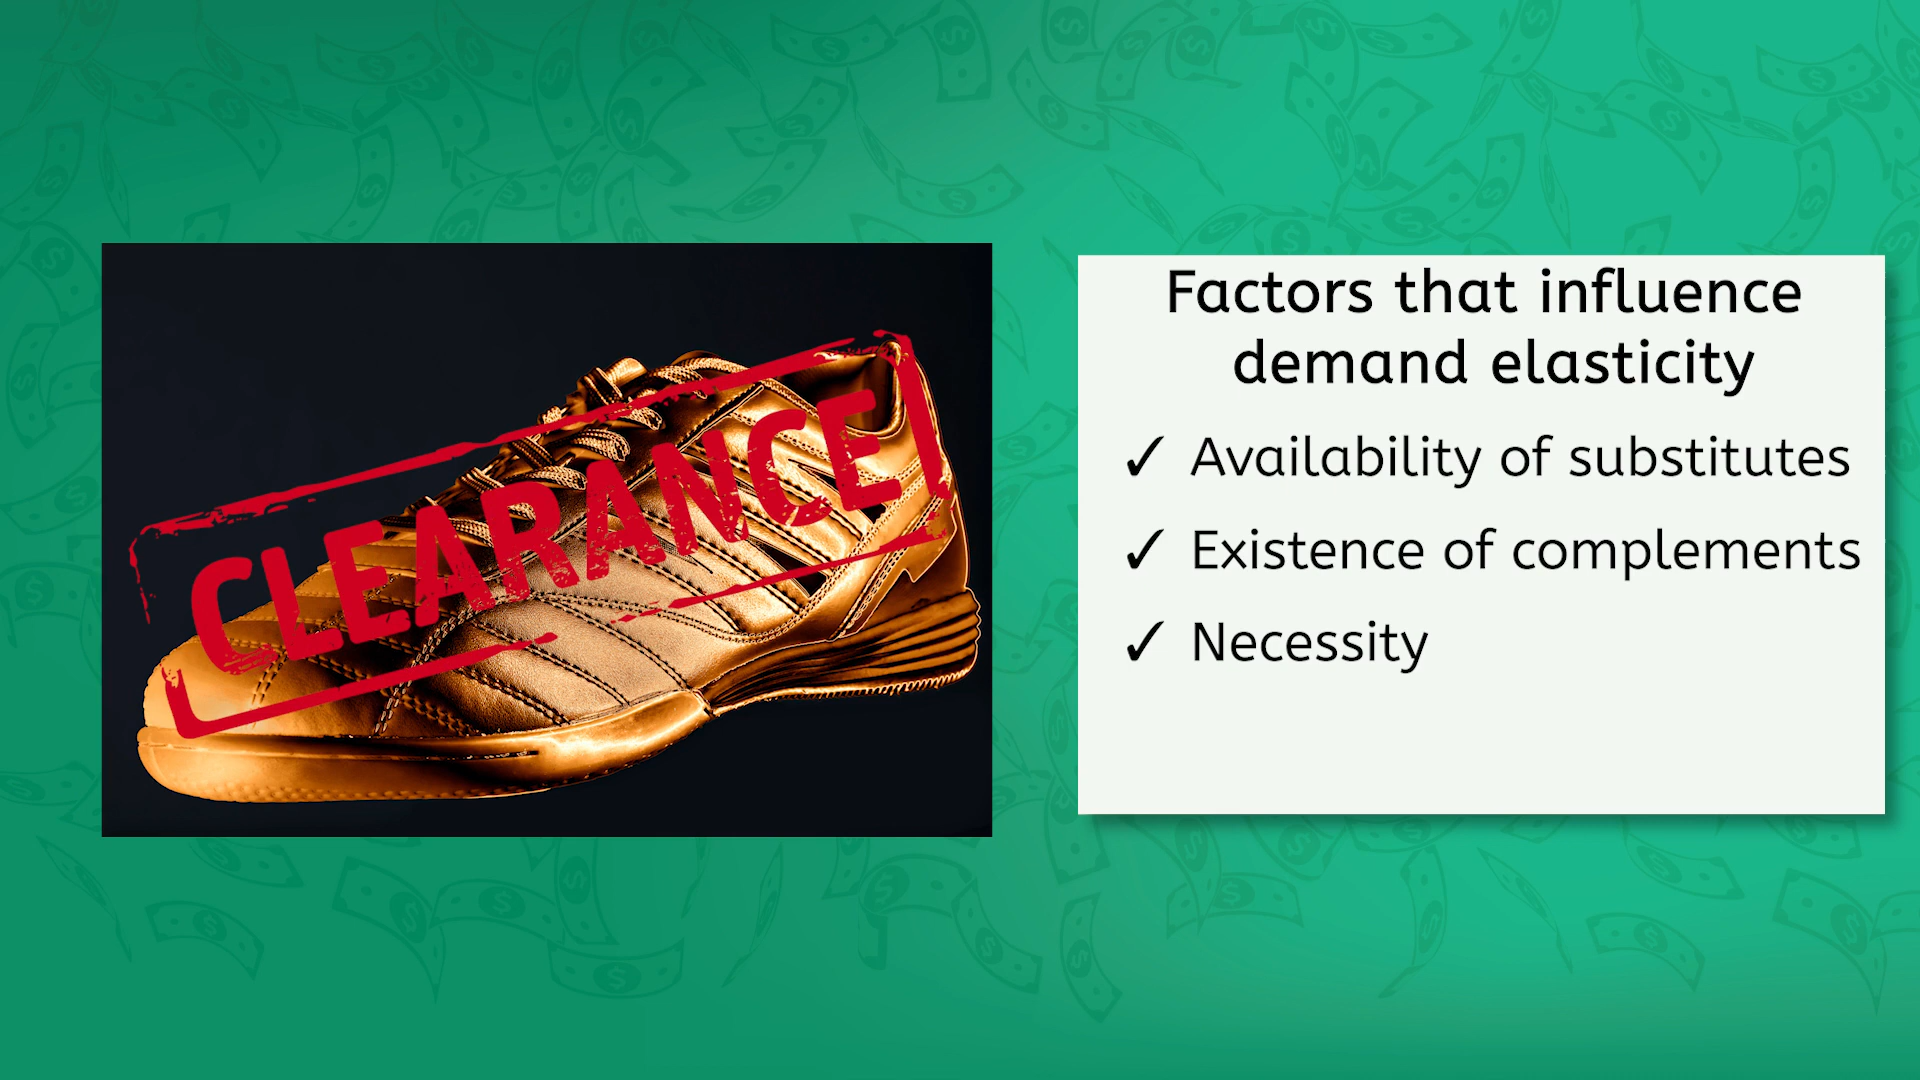 CLEARANCE
Factors that influence
demand elasticity
✓ Availability of substitutes
✓ Existence of complements
✓ Necessity